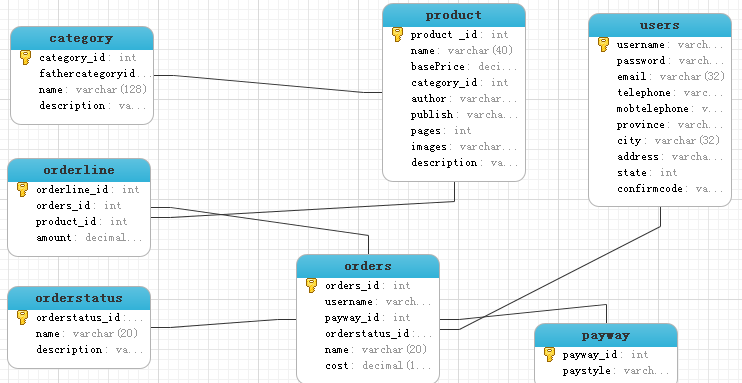 category
category_id: int
fathercategoryid...
name: varchar(128)
description: va...
product
product _id: int
name: varchar(40)
basePrice: deci...
category_id: int
author: varchar...
publish: varcha...
pages: int
images: varchar...
description: va...
users
username: varch...
password: varch...
email: varchar(32)
telephone: varc...
mobtelephone: v...
province: varch...
city: varchar(32)
address: varcha...
state: int
confirmcode: va...
orderline
orderline_id: int
orders_id: int
product_id: int
amount: decimal...
orders
orders_id: int
username: varch...
payway_id: int
orderstatus_id:...
name: varchar(20)
cost: decimal(1...
orderstatus
orderstatus_id:...
name: varchar(20)
description: va...
payway
payway_id: int
paystyle: varch...